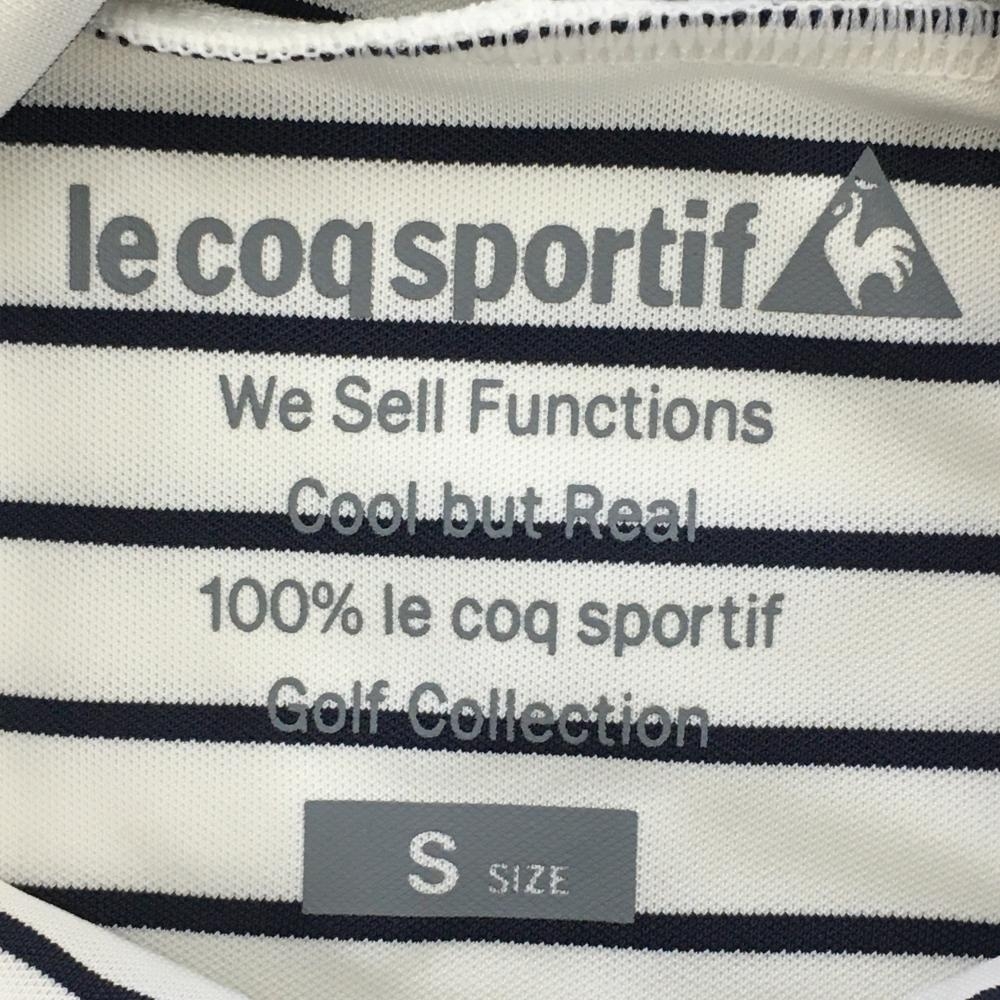 le coq sportif
We Sell Functions
Cool but Real
100% le coq sportif
Golf Collection
S SIZE